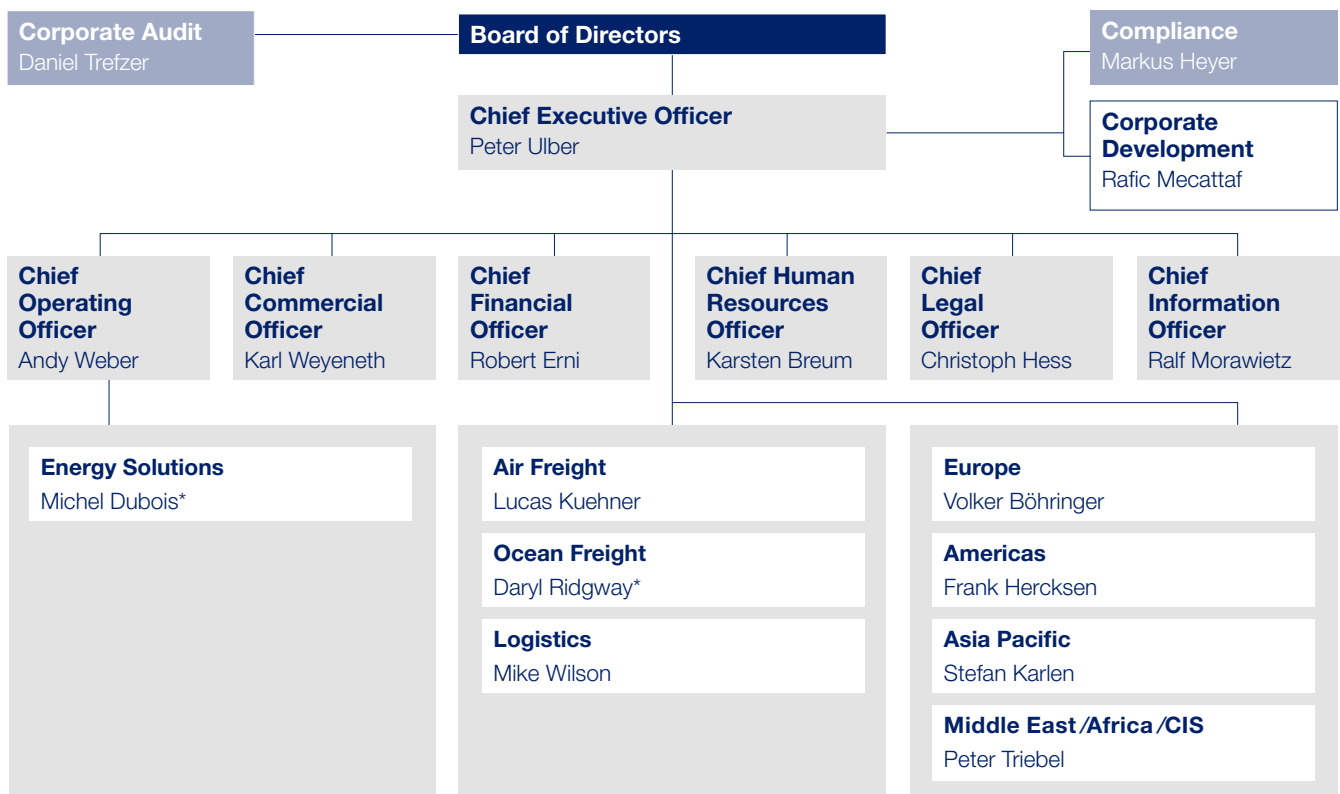 Corporate Audit
Daniel Trefzer
Board of Directors
Compliance
Markus Heyer
Chief Executive Officer
Peter Ulber
Corporate
Development
Rafic Mecattaf
Chief
Operating
Officer
Andy Weber
Chief
Commercial
Officer
Karl Weyeneth
Chief
Financial
Officer
Robert Erni
Chief Human
Resources
Officer
Karsten Breum
Chief
Legal
Officer
Christoph Hess
Chief
Information
Officer
Ralf Morawietz
Energy Solutions
Michel Dubois*
Air Freight
Lucas Kuehner
Ocean Freight
Daryl Ridgway*
Logistics
Mike Wilson
Europe
Volker Böhringer
Americas
Frank Hercksen
Asia Pacific
Stefan Karlen
Middle East/Africa/CIS
Peter Triebel